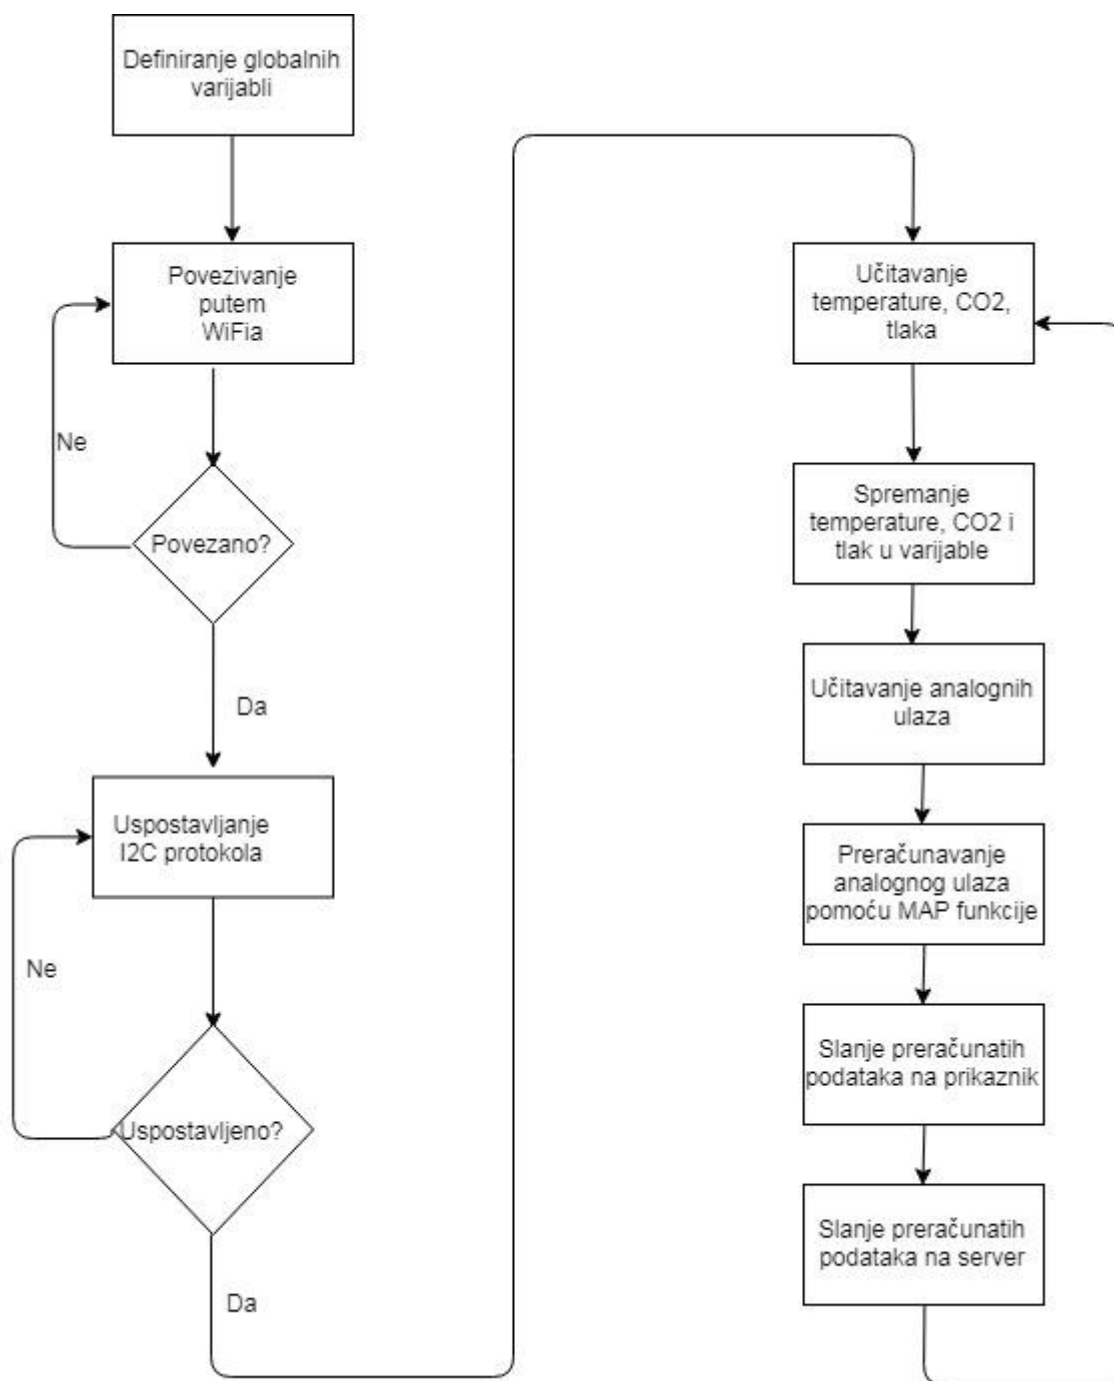 Definiranje globalnih
varijabli
Povezivanje
putem
WiFia
Ne
Povezano?
Da
Uspostavljanje
I2C protokola
Ne
Uspostavljeno?
Da
Učitavanje
temperature, CO2,
tlaka
Spremanje
temperature, CO2 i
tlak u varijable
Učitavanje analognih
ulaza
Preračunavanje
analognog ulaza
pomoću MAP funkcije
Slanje preračunatih
podataka na prikaznik
Slanje preračunatih
podataka na server